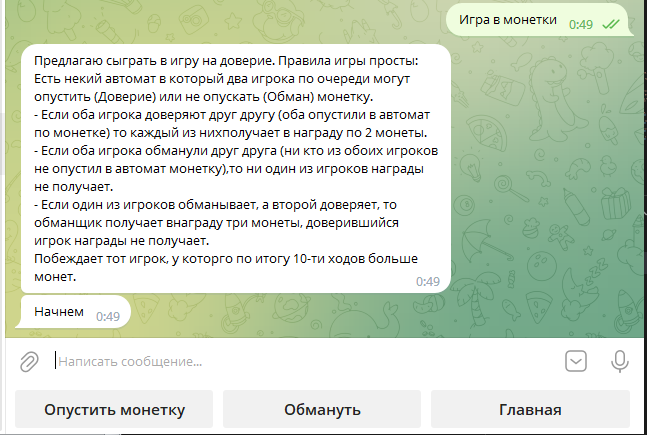 Игра в монетки 0:49
Предлагаю сыграть в игру на доверие. Правила игры просты:
Есть некий автомат в который два игрока по очереди могут
опустить (Доверие) или не опускать (Обман) монетку.
- Если оба игрока доверяют друг другу (оба опустили в автомат
по монетке) то каждый из нихполучает в награду по 2 монеты.
- Если оба игрока обманули друг друга (ни кто из обоих игроков
не опустил в автомат монетку),то ни один из игроков награды
не получает.
- Если один из игроков обманывает, а второй доверяет, то
обманщик получает внаграду три монеты, доверившийся
игрок награды не получает.
Побеждает тот игрок, у которго по итогу 10-ти ходов больше
монет.
0:49
Начнем 0:49
Написать сообщение...
Опустить монетку
Обмануть
Главная